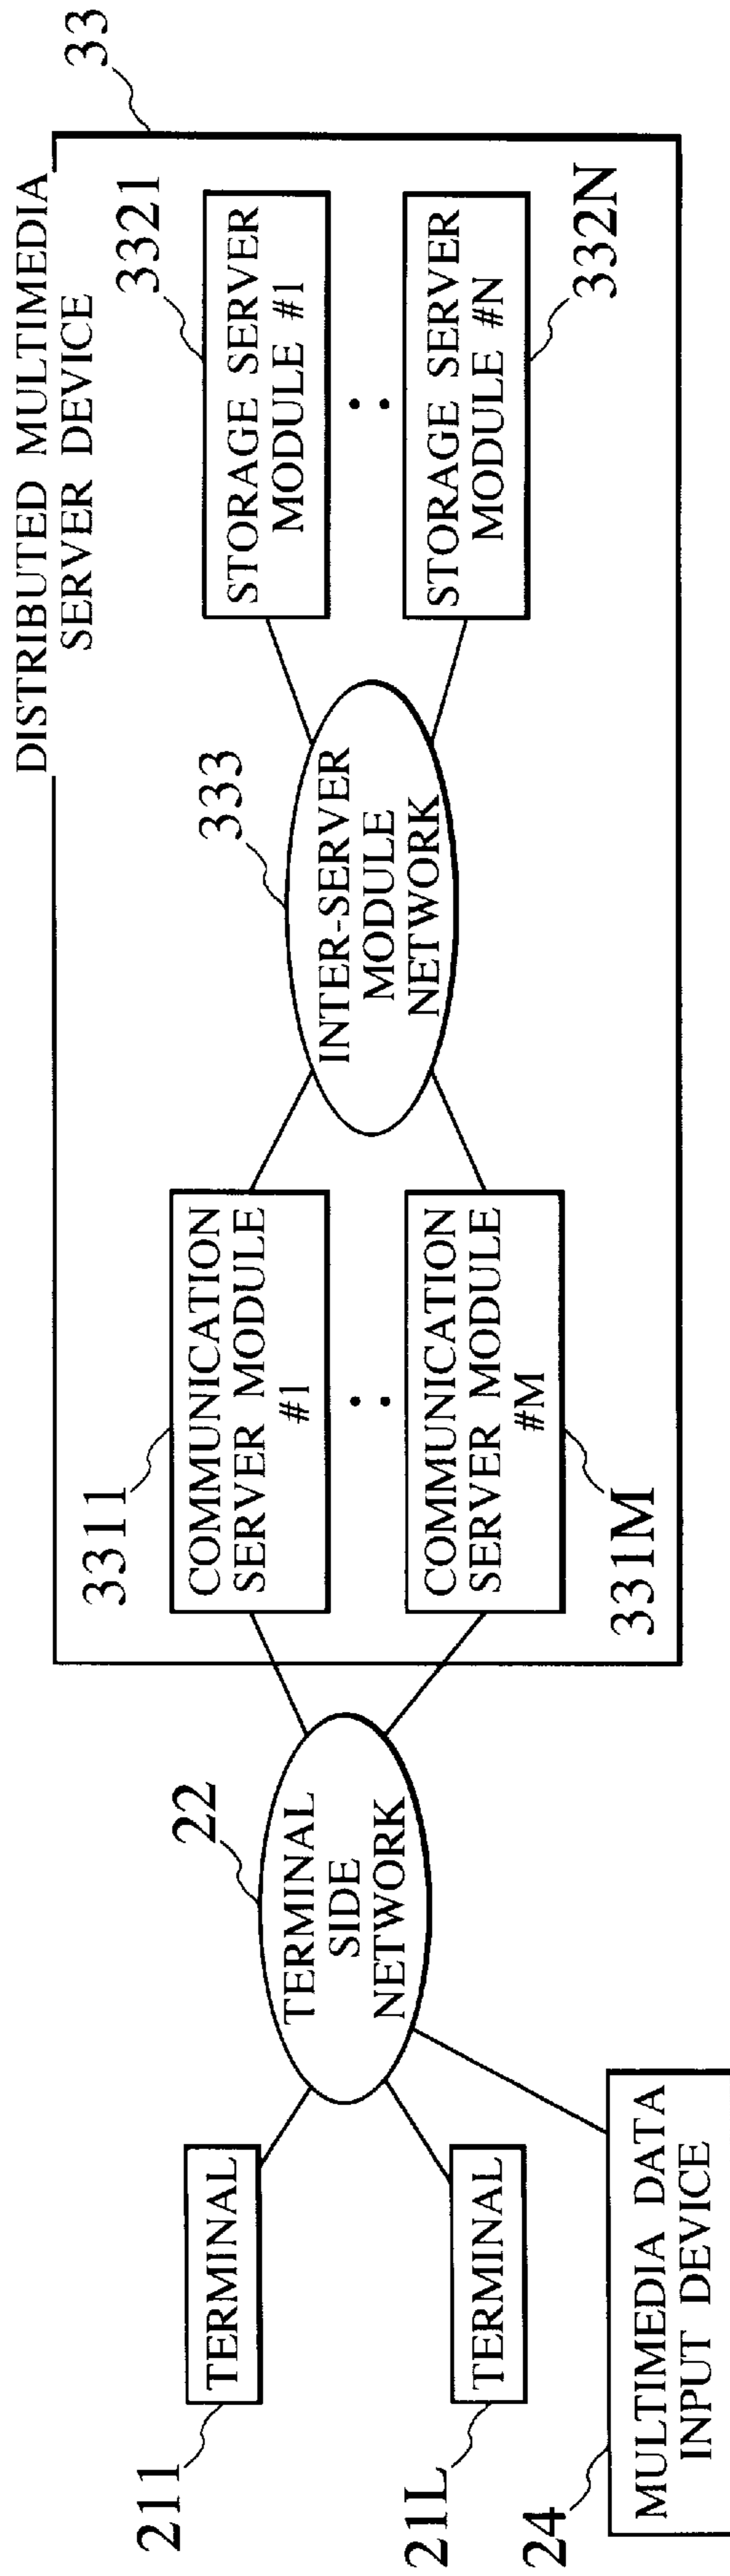 DISTRIBUTED MULTIMEDIA
SERVER DEVICE
33
211
TERMINAL
21L
TERMINAL
24
MULTIMEDIA DATA
INPUT DEVICE
22
TERMINAL
SIDE
NETWORK
3311
COMMUNICATION
SERVER MODULE
#1
COMMUNICATION
SERVER MODULE
#M
331M
333
INTER-SERVER
MODULE
NETWORK
3321
STORAGE SERVER
MODULE #1
STORAGE SERVER
MODULE #N
332N